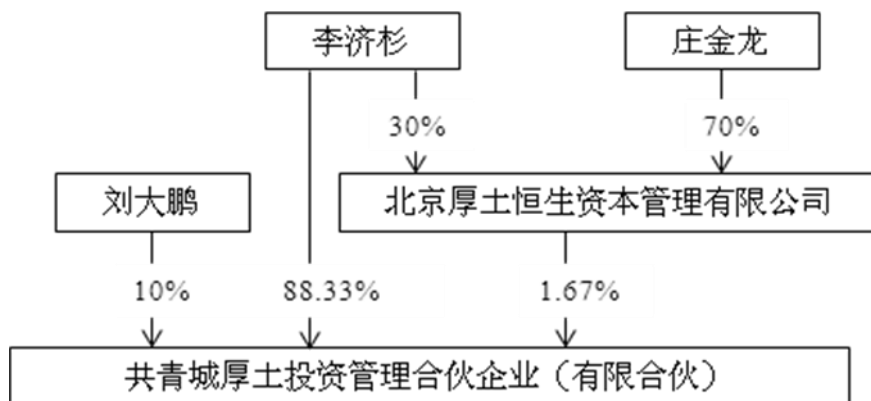 李济杉
庄金龙
30%
70%
刘大鹏
北京厚土恒生资本管理有限公司
10%
88.33%
1.67%
共青城厚土投资管理合伙企业（有限合伙）